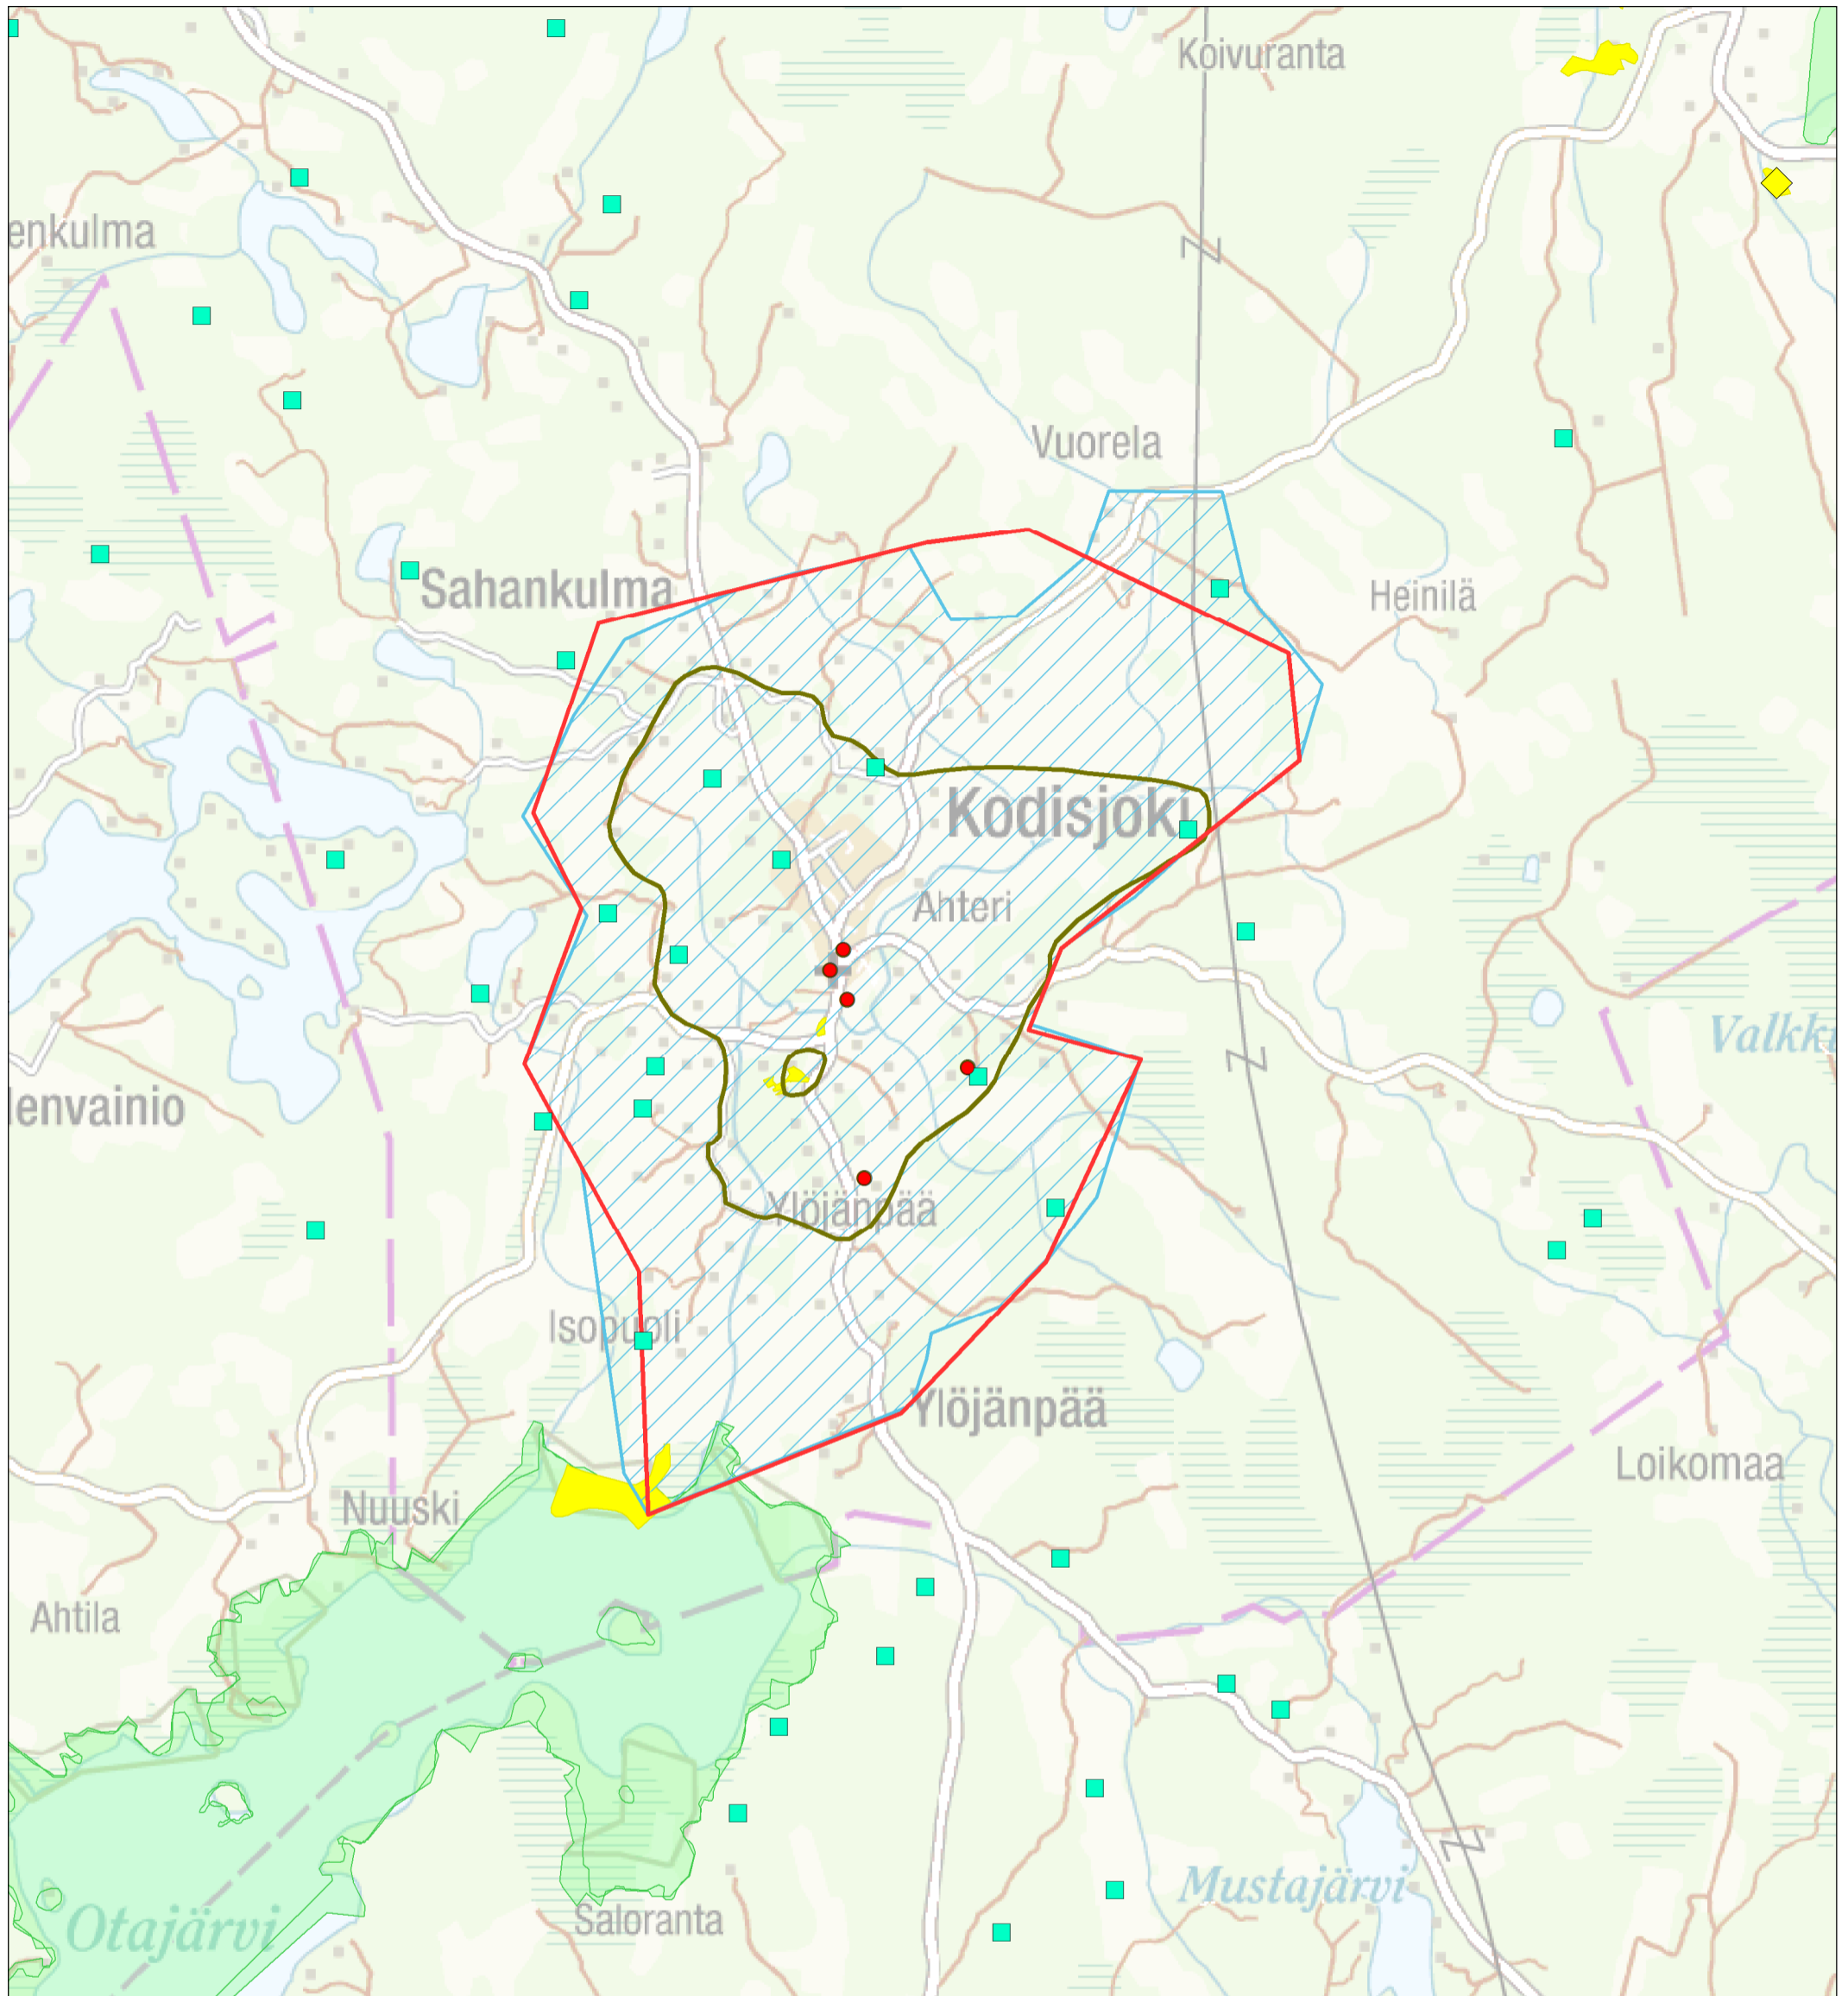 Koivuranta
enkulma
Vuorela
Sahankulma
Heinilä
Kodisjoki
Ahteri
Valkk
lenvainio
Ylöjänpää
Isopuoli
Ylöjänpää
Loikomaa
Nuuski
Ahtila
Mustajärvi
Saloranta
Otajärvi